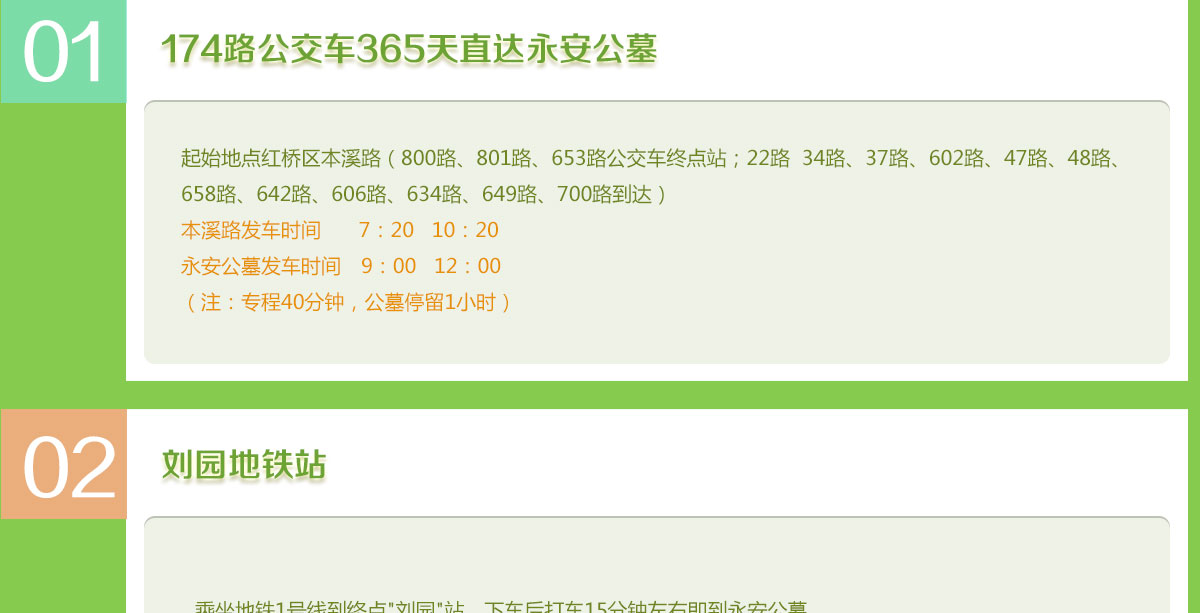 01
174路公交车365天直达永安公墓
起始地点红桥区本溪路（800路、801路、653路公交车终点站；22路 34路、37路、602路、47路、48路、
658路、642路、606路、634路、649路、700路到达）
本溪路发车时间 7：20 10：20
永安公墓发车时间 9：00 12：00
（注：专程40分钟，公墓停留1小时）
02
刘园地铁站
乘坐地铁1号线到终点"刘园"站，下车后打车15分钟左右即到永安公墓